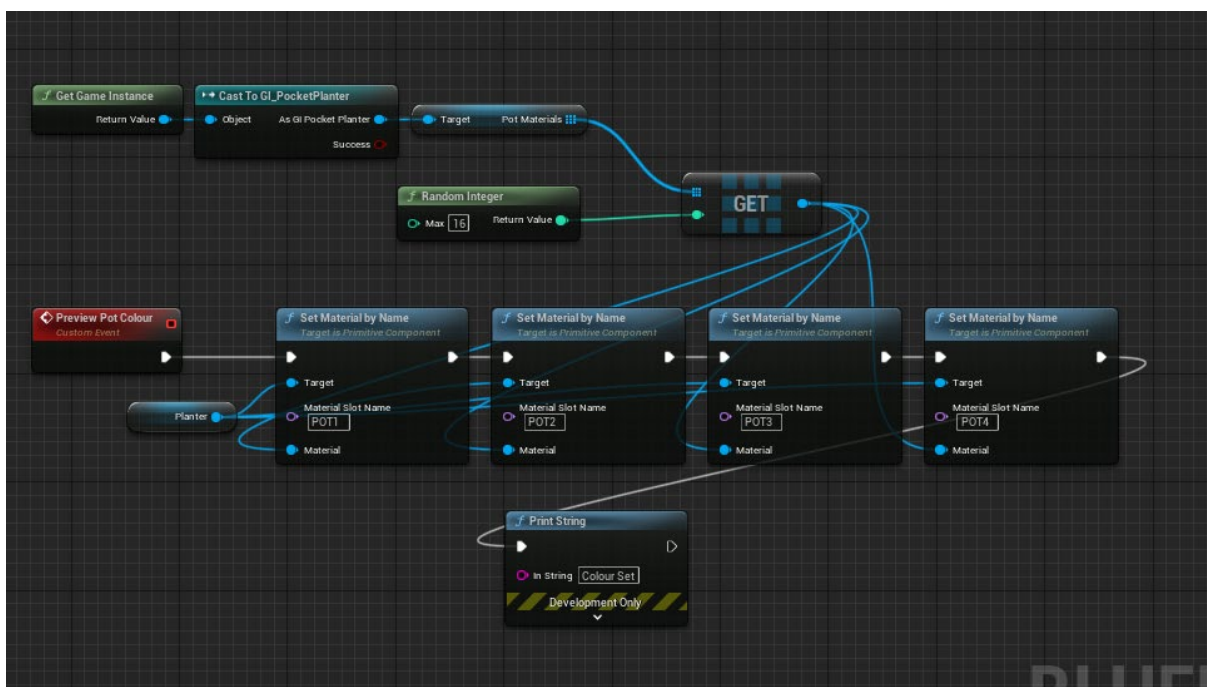 f Get Game Instance
Return Value
Cast To GI_PocketPlanter
Object As GI Pocket Planter
Success
Target Pot Materials
f Random Integer
Max 16 Return Value
GET
Preview Pot Colour
Custom Event
f Set Material by Name
Target is Primitive Component
Target
Material Slot Name
POT1
Material
f Set Material by Name
Target is Primitive Component
Target
Material Slot Name
POT2
Material
f Set Material by Name
Target is Primitive Component
Target
Material Slot Name
POT3
Material
f Set Material by Name
Target is Primitive Component
Target
Material Slot Name
POT4
Material
Planter
f Print String
In String Colour Set
Development Only